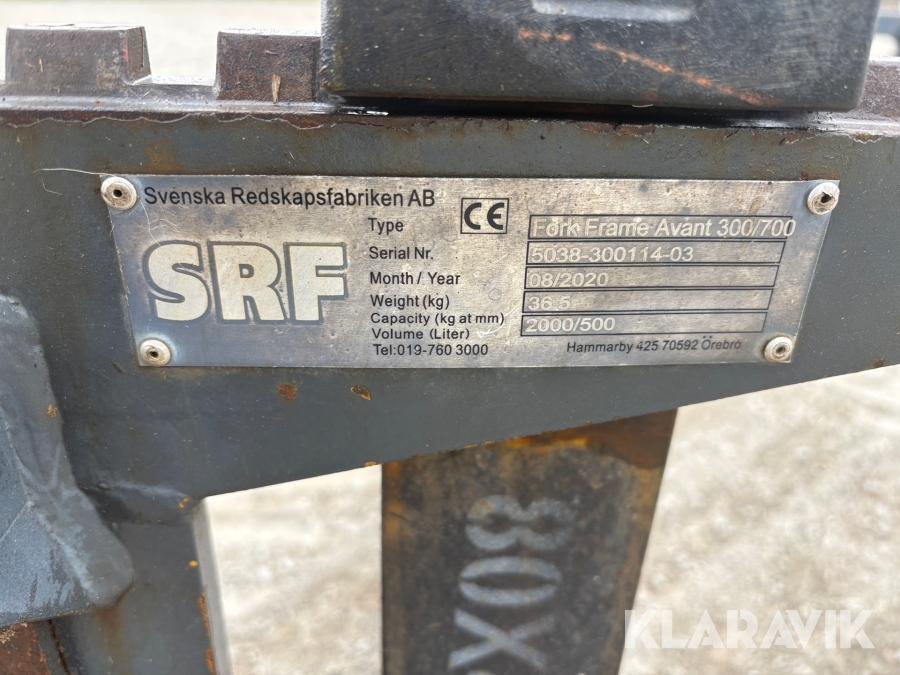 Svenska Redskapsfabriken AB
SRF
CE
Type Fork Frame Avant 300/700
Serial Nr. 5038-300114-03
Month / Year 08/2020
Weight (kg) 36,5
Capacity (kg at mm) 2000/500
Volume (Liter)
Tel:019-760 3000
Hammarby 425 70592 Örebro
80X
KLARAVIK